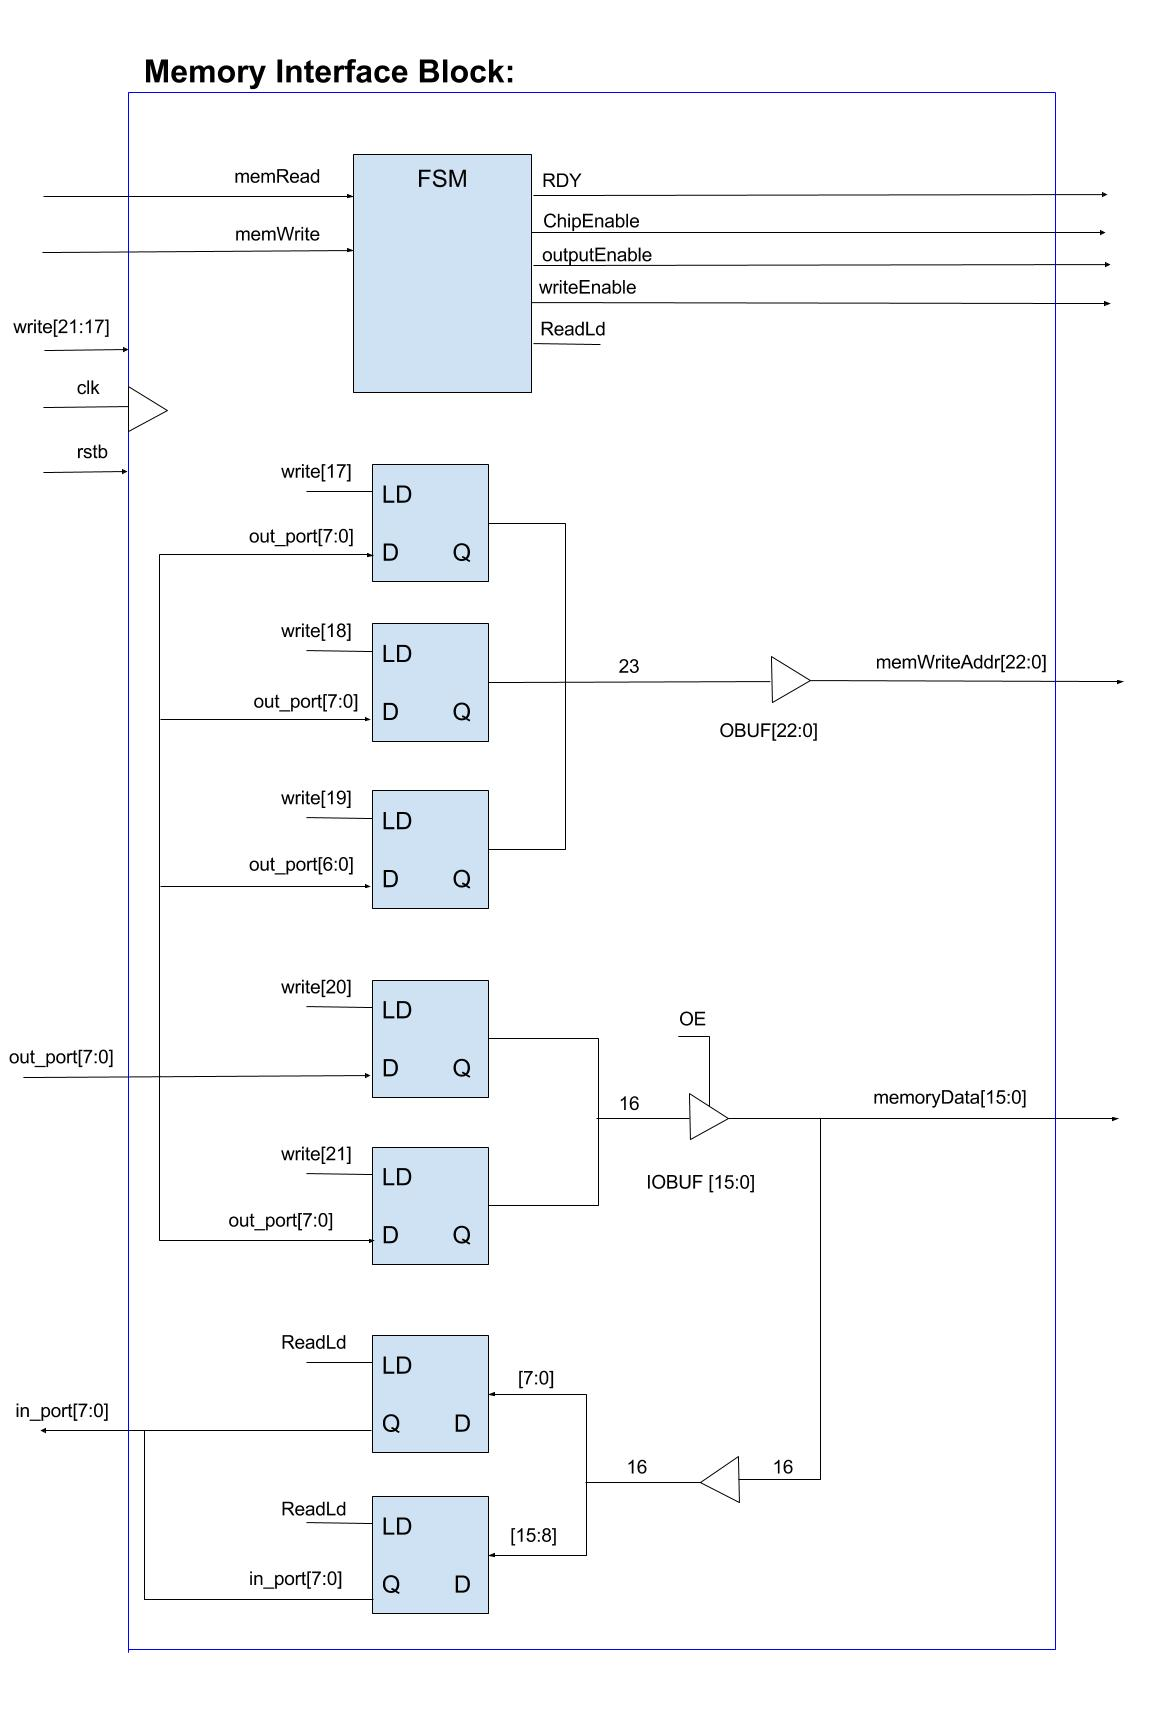 Memory Interface Block:
memRead
FSM
RDY
memWrite
ChipEnable
outputEnable
writeEnable
write[21:17]
ReadLd
clk
rstb
write[17]
LD
out_port[7:0]
D Q
write[18]
LD
23
memWriteAddr[22:0]
out_port[7:0]
D Q
OBUF[22:0]
write[19]
LD
out_port[6:0]
D Q
write[20]
LD
OE
out_port[7:0]
D Q
16
memoryData[15:0]
write[21]
LD
IOBUF [15:0]
out_port[7:0]
D Q
ReadLd
LD
[7:0]
in_port[7:0]
Q D
16
16
ReadLd
LD
[15:8]
in_port[7:0]
Q D